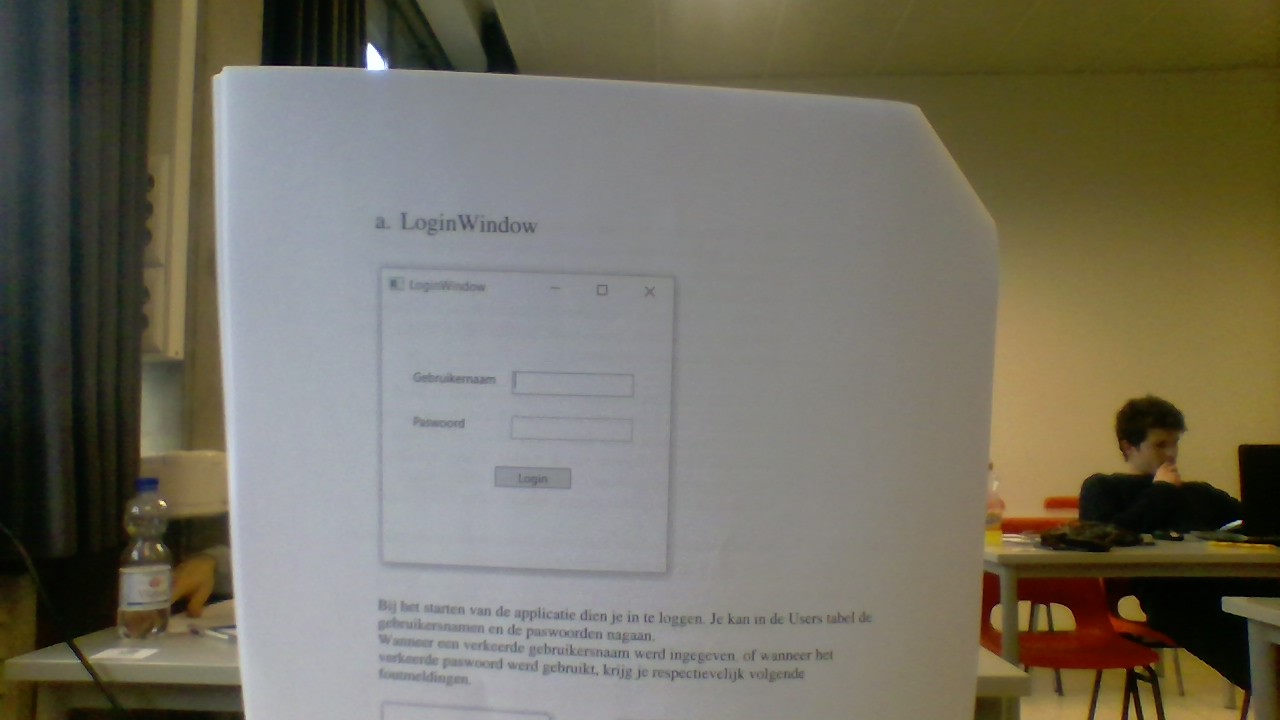 a. LoginWindow
LoginWindow
Gebruikernaam
Paswoord
Login
Bij het starten van de applicatie dien je in te loggen. Je kan in de Users tabel de
gebruikersnamen en de paswoorden nagaan.
Wanneer een verkeerde gebruikersnaam werd ingegeven, of wanneer het
verkeerde paswoord werd gebruikt, krijg je respectievelijk volgende
foutmeldingen.